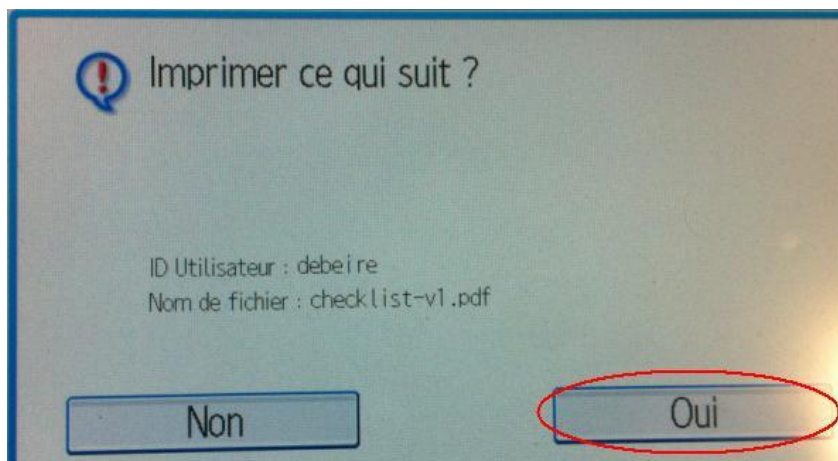 Imprimer ce qui suit ?
ID Utilisateur : debeire
Nom de fichier : checklist-v1.pdf
Non
Oui